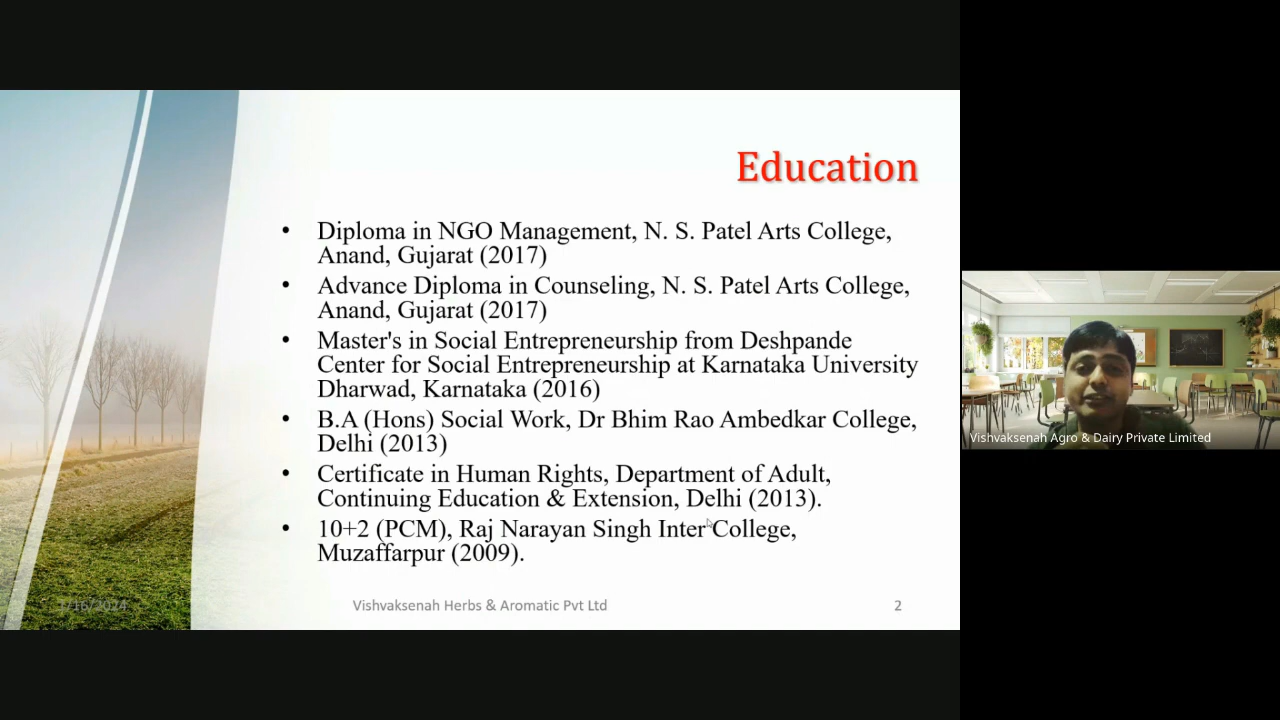 Education
• Diploma in NGO Management, N. S. Patel Arts College,
Anand, Gujarat (2017)
• Advance Diploma in Counseling, N. S. Patel Arts College,
Anand, Gujarat (2017)
• Master's in Social Entrepreneurship from Deshpande
Center for Social Entrepreneurship at Karnataka University
Dharwad, Karnataka (2016)
• B.A (Hons) Social Work, Dr Bhim Rao Ambedkar College,
Delhi (2013)
• Certificate in Human Rights, Department of Adult,
Continuing Education & Extension, Delhi (2013).
• 10+2 (PCM), Raj Narayan Singh Inter College,
Muzaffarpur (2009).
Vishvaksenah Herbs & Aromatic Pvt Ltd
2
Vishvaksenah Agro & Dairy Private Limited